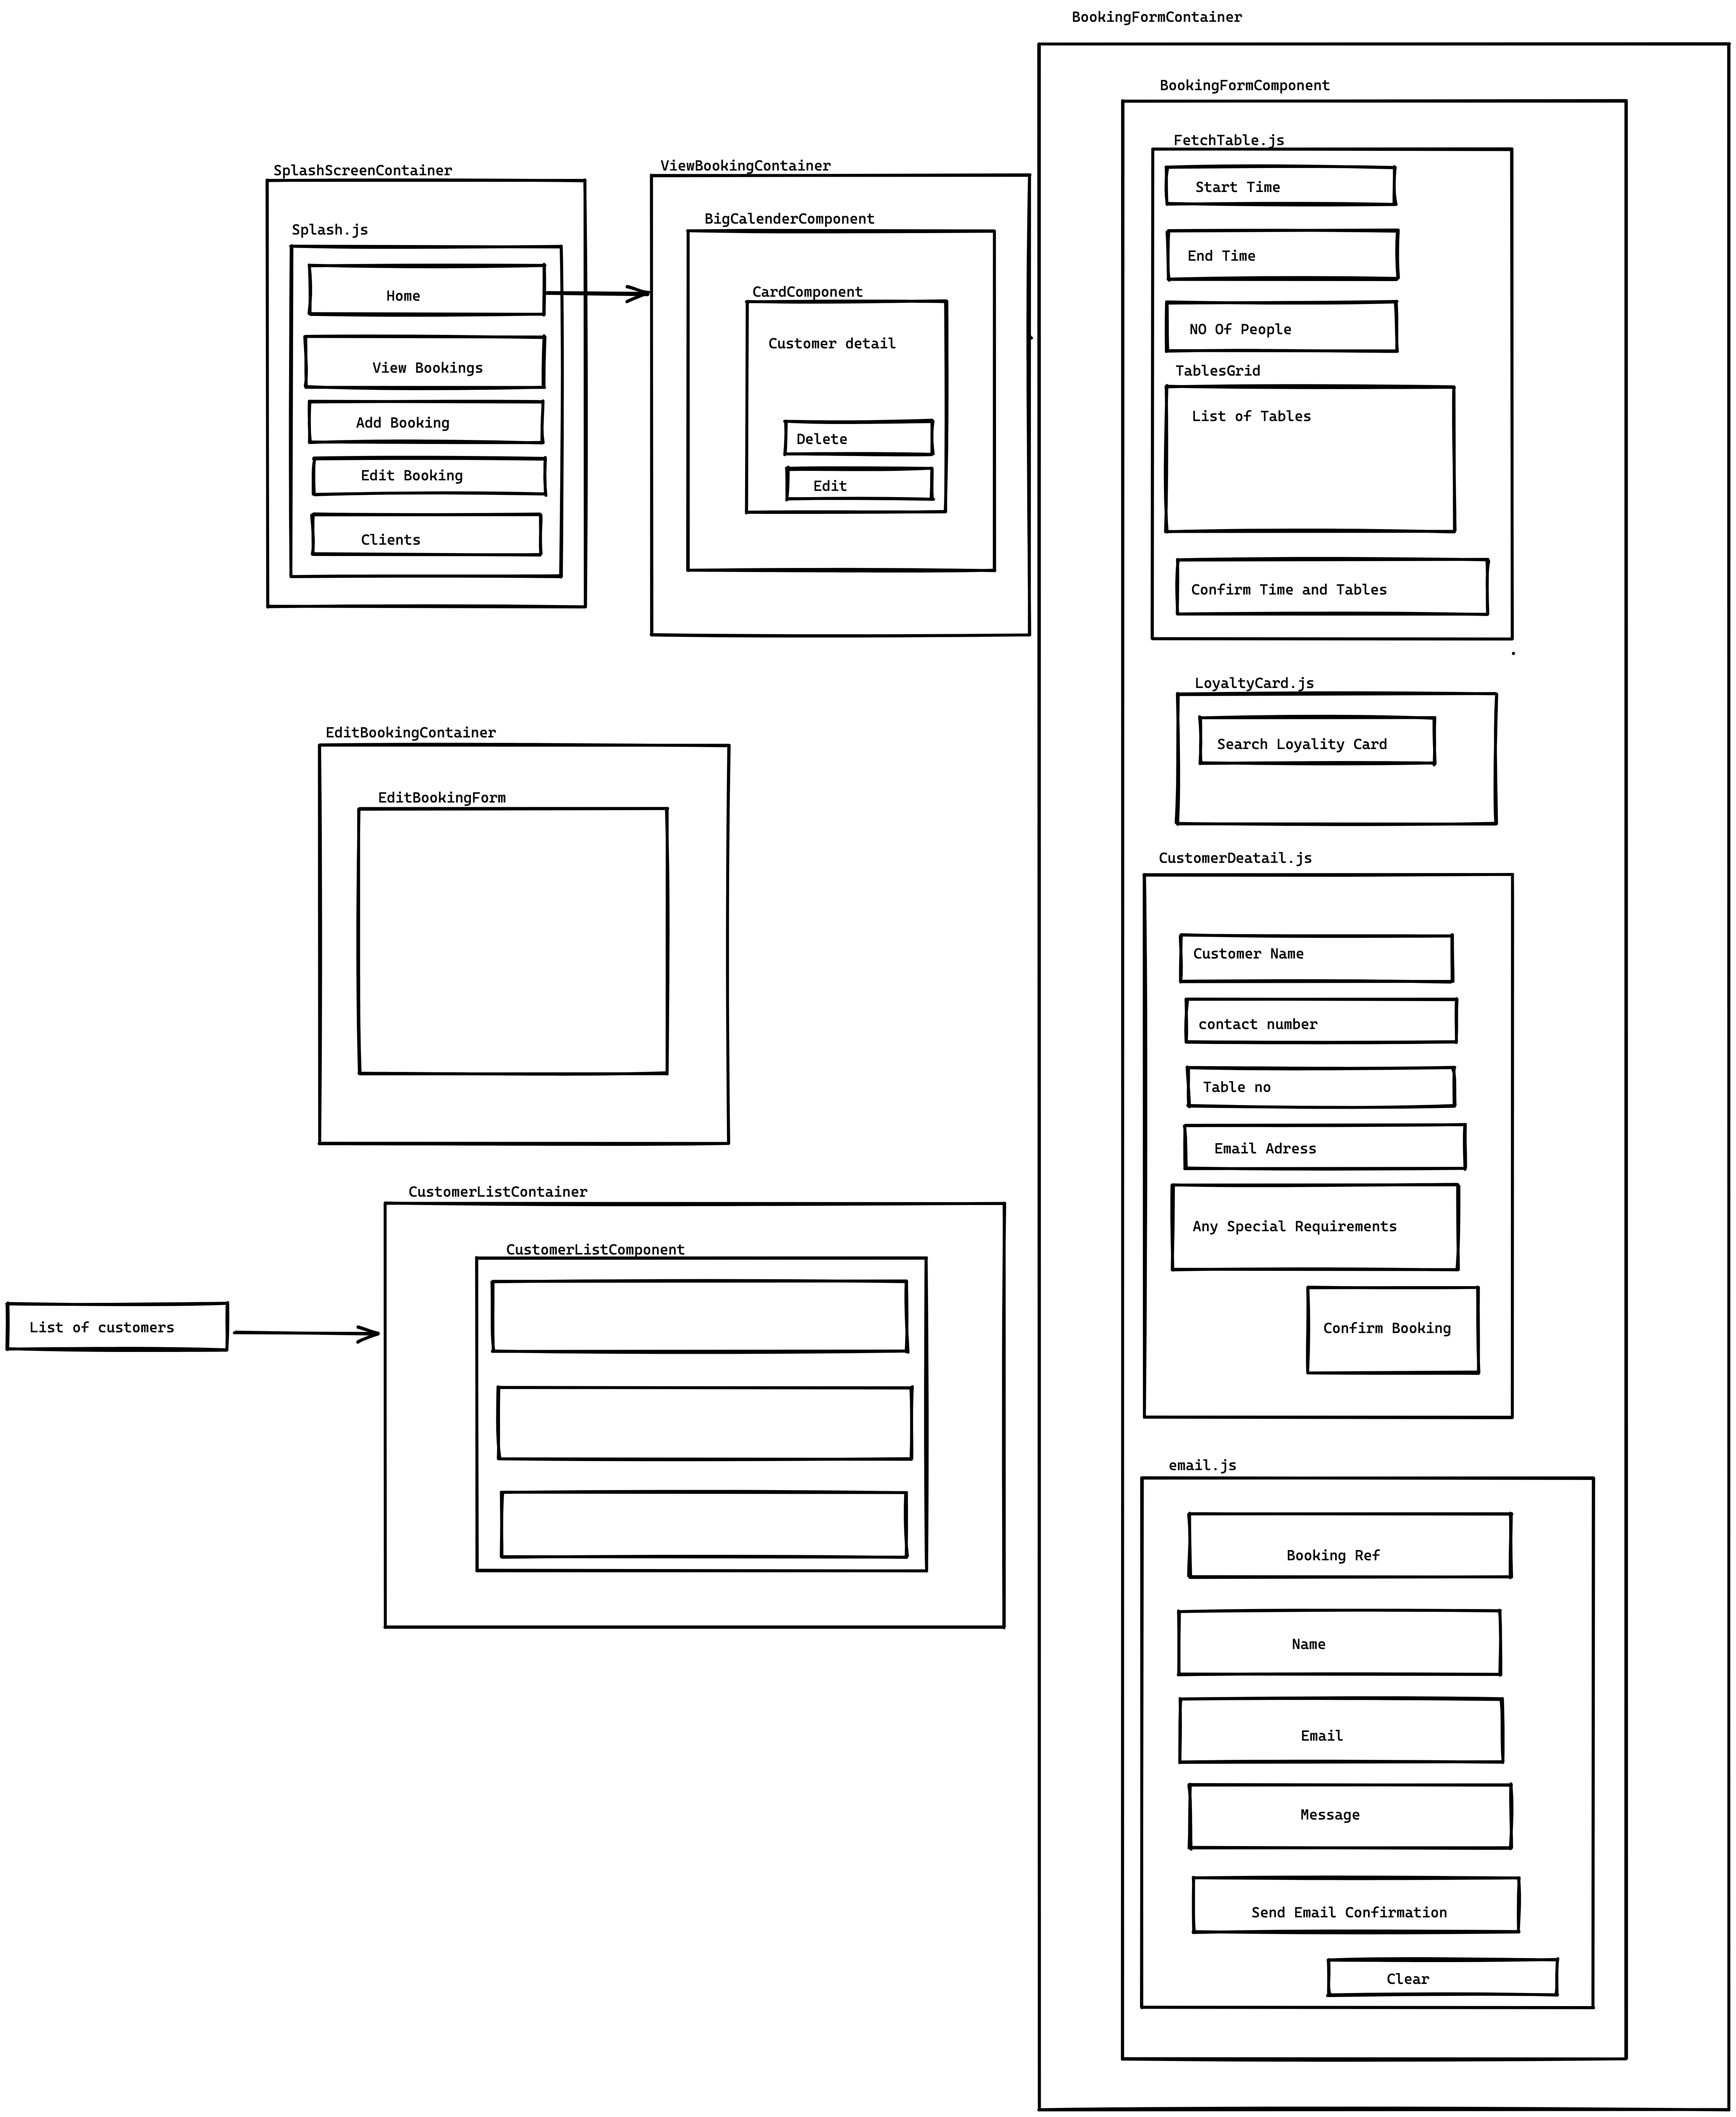 BookingFormContainer
BookingFormComponent
FetchTable.js
Start Time
End Time
NO Of People
TablesGrid
List of Tables
Confirm Time and Tables
LoyaltyCard.js
Search Loyality Card
CustomerDeatail.js
Customer Name
contact number
Table no
Email Adress
Any Special Requirements
Confirm Booking
email.js
Booking Ref
Name
Email
Message
Send Email Confirmation
Clear
SplashScreenContainer
Splash.js
Home
View Bookings
Add Booking
Edit Booking
Clients
ViewBookingContainer
BigCalenderComponent
CardComponent
Customer detail
Delete
Edit
EditBookingContainer
EditBookingForm
CustomerListContainer
CustomerListComponent
List of customers